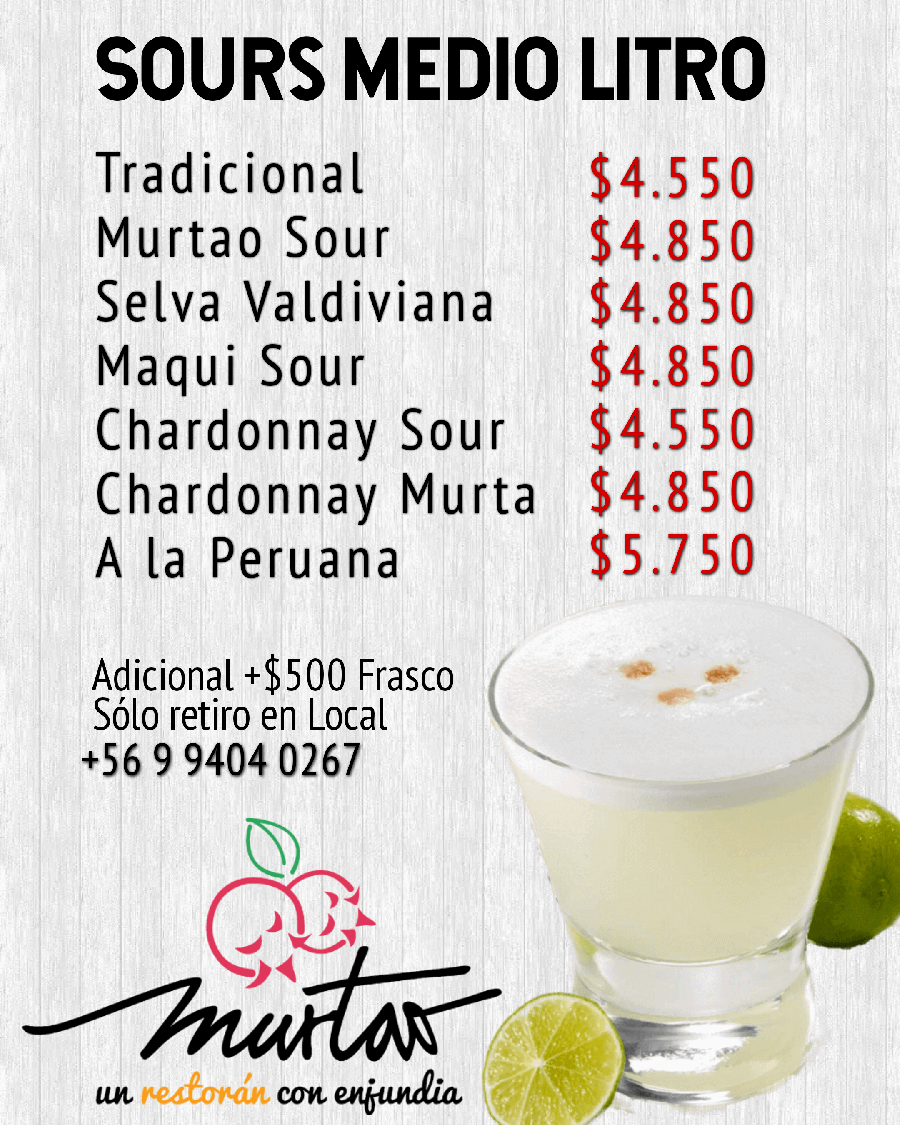 SOURS MEDIO LITRO
Tradicional $4.550
Murtao Sour $4.850
Selva Valdiviana $4.850
Maqui Sour $4.850
Chardonnay Sour $4.550
Chardonnay Murta $4.850
A la Peruana $5.750
Adicional +$500 Frasco
Sólo retiro en Local
+56 9 9404 0267
murtao
un restorán con enjundia